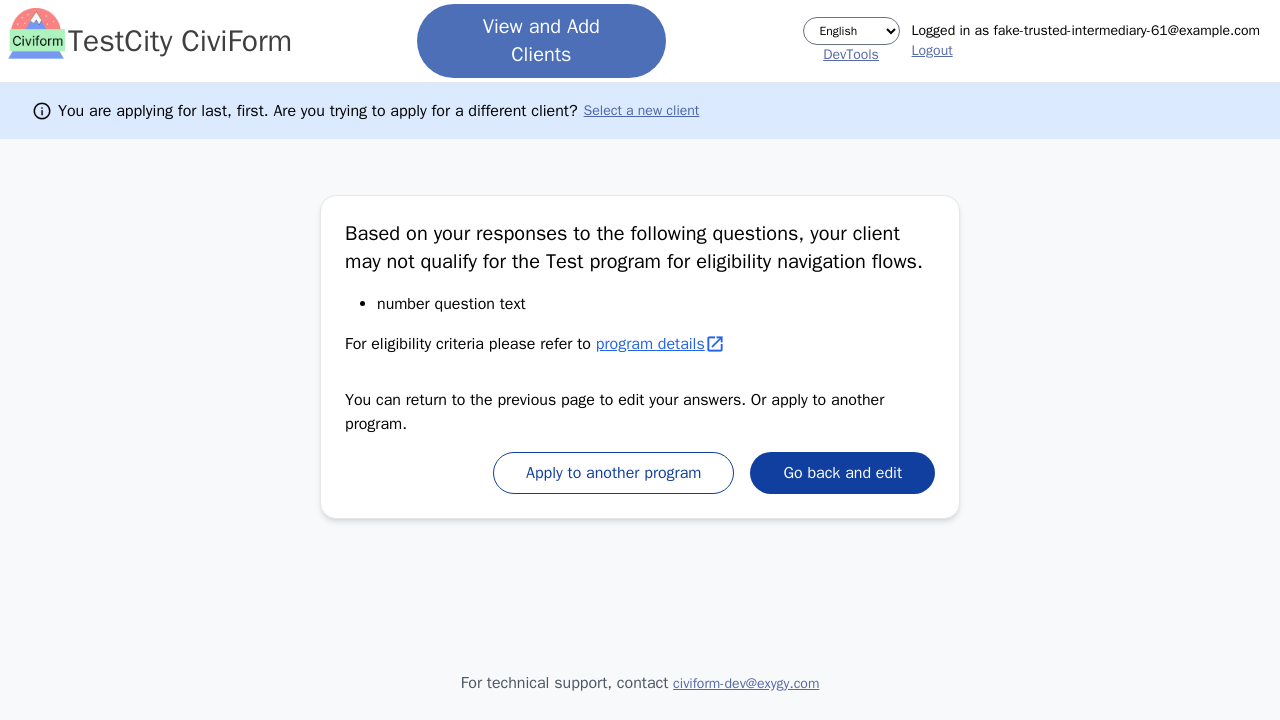 Civiform
TestCity CiviForm
View and Add
Clients
English
DevTools
Logged in as fake-trusted-intermediary-61@example.com
Logout
You are applying for last, first. Are you trying to apply for a different client? Select a new client
Based on your responses to the following questions, your client
may not qualify for the Test program for eligibility navigation flows.
• number question text
For eligibility criteria please refer to program details
You can return to the previous page to edit your answers. Or apply to another
program.
Apply to another program
Go back and edit
For technical support, contact civiform-dev@exygy.com